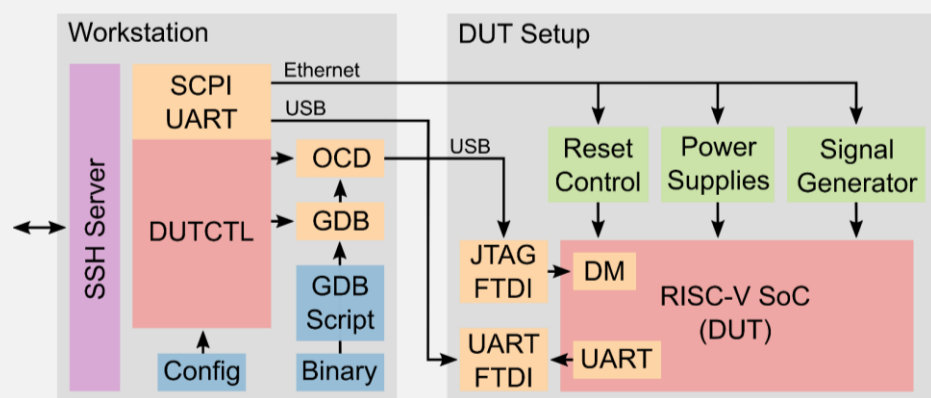 Workstation
DUT Setup
SSH Server
SCPI
UART
Ethernet
USB
DUTCTL
OCD
GDB
GDB
Script
Config
Binary
USB
Reset
Control
Power
Supplies
Signal
Generator
JTAG
FTDI
DM
RISC-V SoC
(DUT)
UART
FTDI
UART